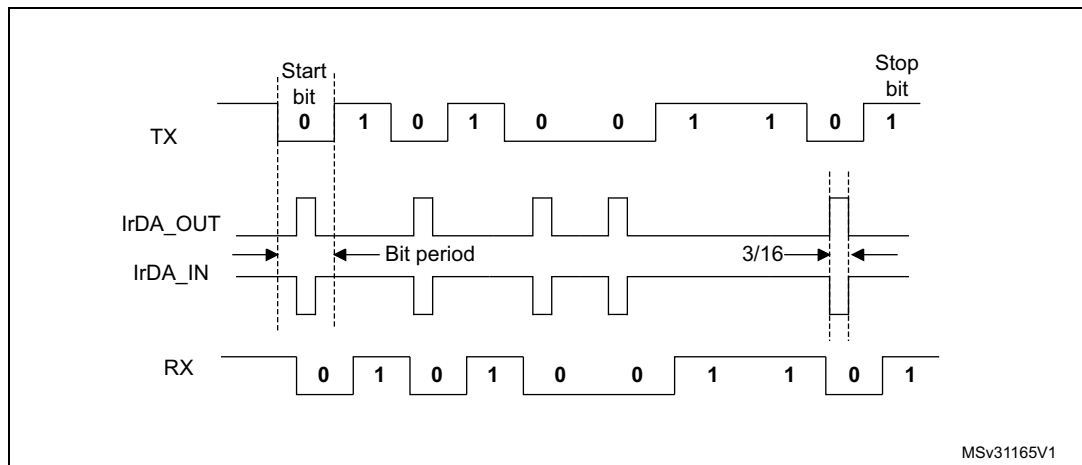 Start
bit
Stop
bit
TX
0 1 0 1 0 0 1 1 0 1
IrDA_OUT
Bit period
3/16
IrDA_IN
RX
0 1 0 1 0 0 1 1 0 1
MSv31165V1